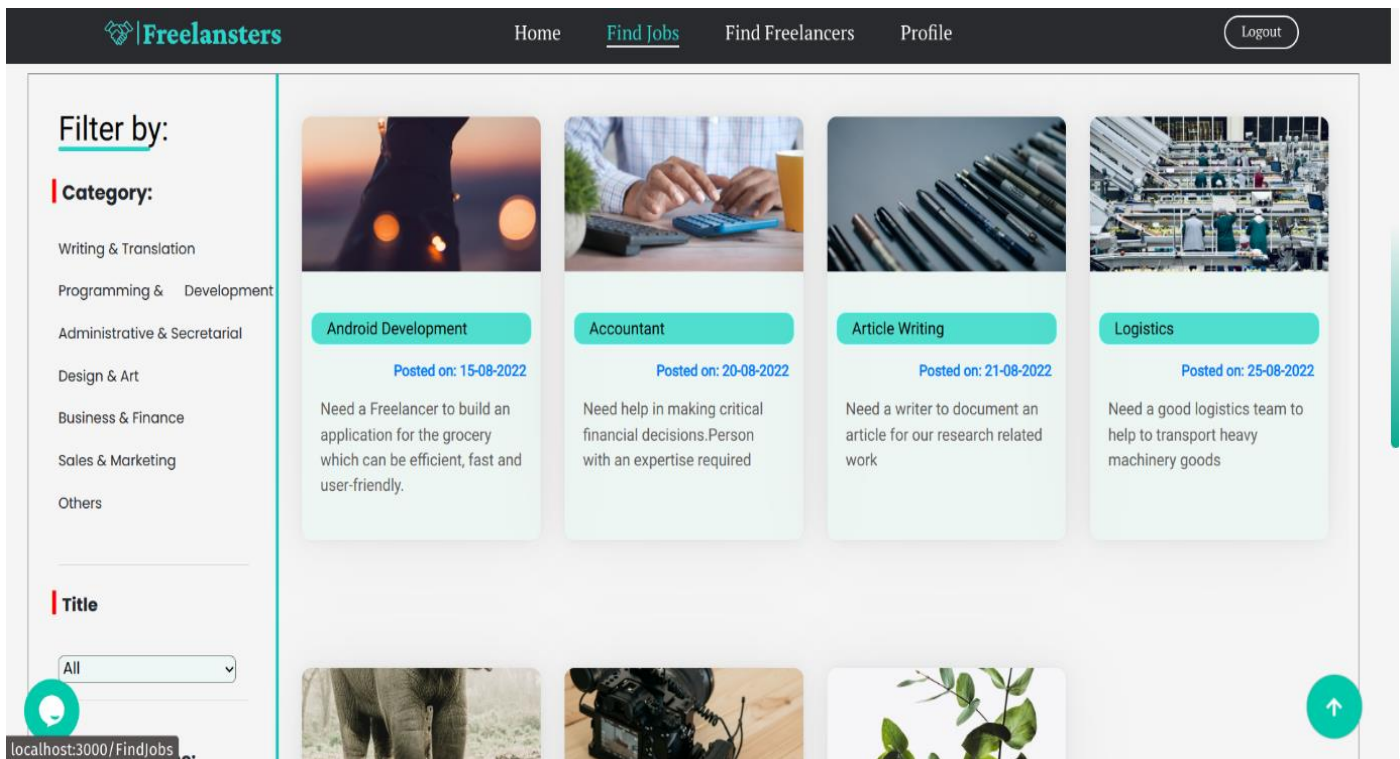 Freelansters
Home Find Jobs Find Freelancers Profile Logout
Filter by:
Category:
Writing & Translation
Programming & Development
Administrative & Secretarial
Design & Art
Business & Finance
Sales & Marketing
Others
Title
All
Android Development
Posted on: 15-08-2022
Need a Freelancer to build an
application for the grocery
which can be efficient, fast and
user-friendly.
Accountant
Posted on: 20-08-2022
Need help in making critical
financial decisions.Person
with an expertise required
Article Writing
Posted on: 21-08-2022
Need a writer to document an
article for our research related
work
Logistics
Posted on: 25-08-2022
Need a good logistics team to
help to transport heavy
machinery goods
localhost:3000/FindJobs